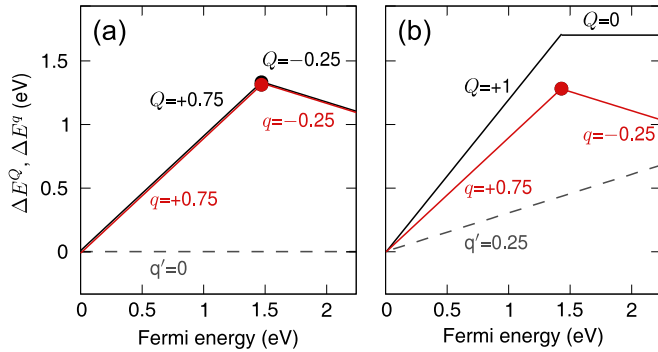 (a)
Q=−0.25
Q=+0.75
q=−0.25
q=+0.75
q'=0
ΔE^Q, ΔE^q (eV)
1.5
1
0.5
0
0
0.5
1
1.5
2
Fermi energy (eV)
(b)
Q=0
Q=+1
q=−0.25
q=+0.75
q'=0.25
0
0.5
1
1.5
2
Fermi energy (eV)